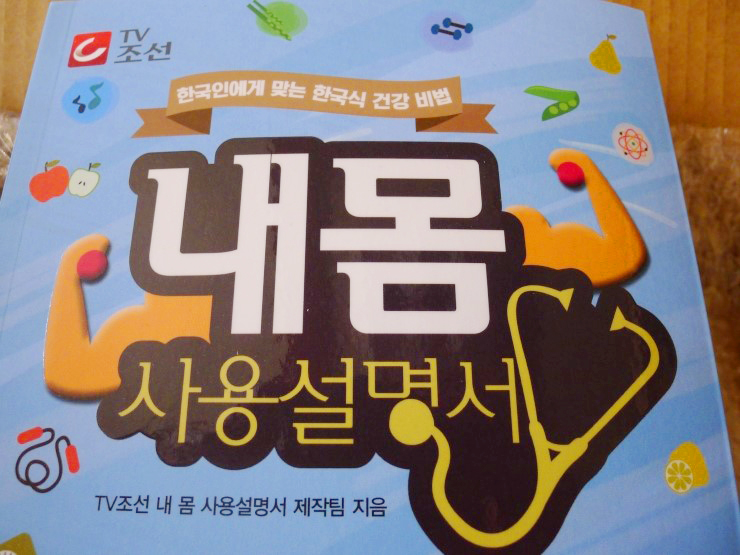 TV
조선
한국인에게 맞는 한국식 건강 비법
내몸
사용설명서
TV조선 내 몸 사용설명서 제작팀 지음